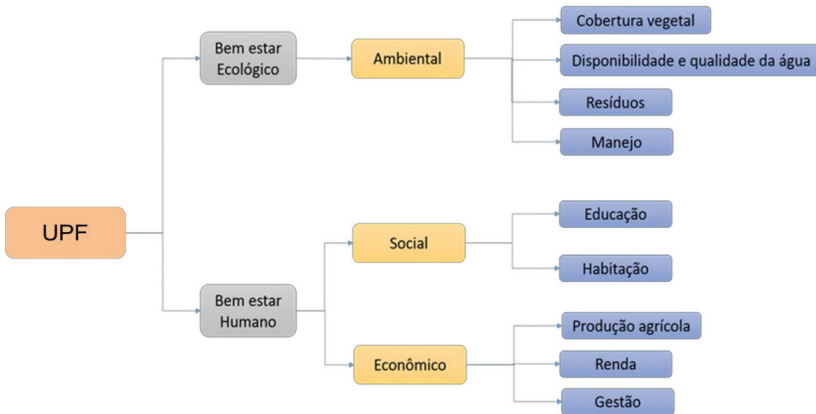 UPF
Bem estar
Ecológico
Ambiental
Cobertura vegetal
Disponibilidade e qualidade da água
Resíduos
Manejo
Bem estar
Humano
Social
Educação
Habitação
Econômico
Produção agrícola
Renda
Gestão